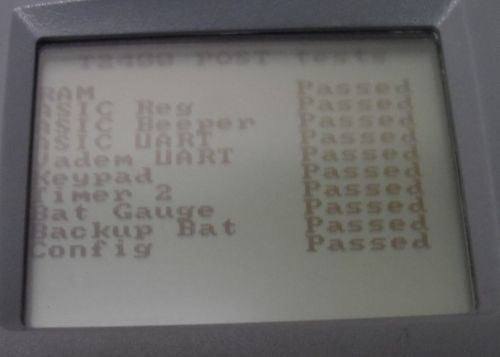 T2400 POST tests
RAM Passed
ASIC Reg Passed
ASIC Beeper Passed
ASIC UART Passed
Vadem UART Passed
Keypad Passed
Timer 2 Passed
Bat Gauge Passed
Backup Bat Passed
Config Passed